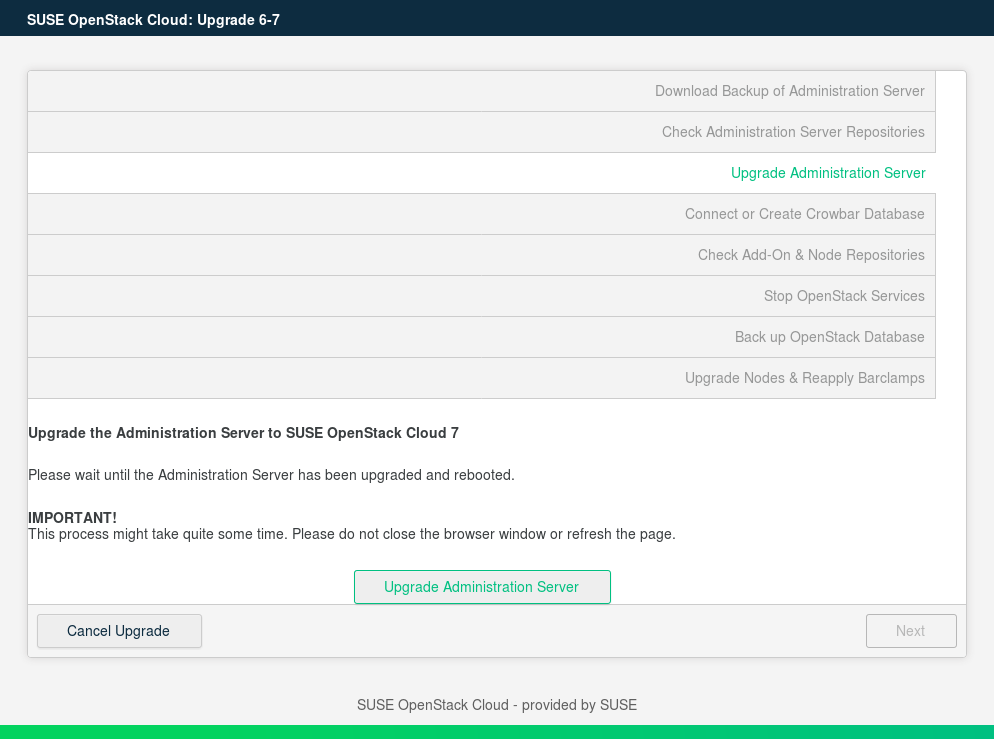 SUSE OpenStack Cloud: Upgrade 6-7
Download Backup of Administration Server
Check Administration Server Repositories
Upgrade Administration Server
Connect or Create Crowbar Database
Check Add-On & Node Repositories
Stop OpenStack Services
Back up OpenStack Database
Upgrade Nodes & Reapply Barclamps
Upgrade the Administration Server to SUSE OpenStack Cloud 7
Please wait until the Administration Server has been upgraded and rebooted.
IMPORTANT!
This process might take quite some time. Please do not close the browser window or refresh the page.
Upgrade Administration Server
Cancel Upgrade
Next
SUSE OpenStack Cloud - provided by SUSE